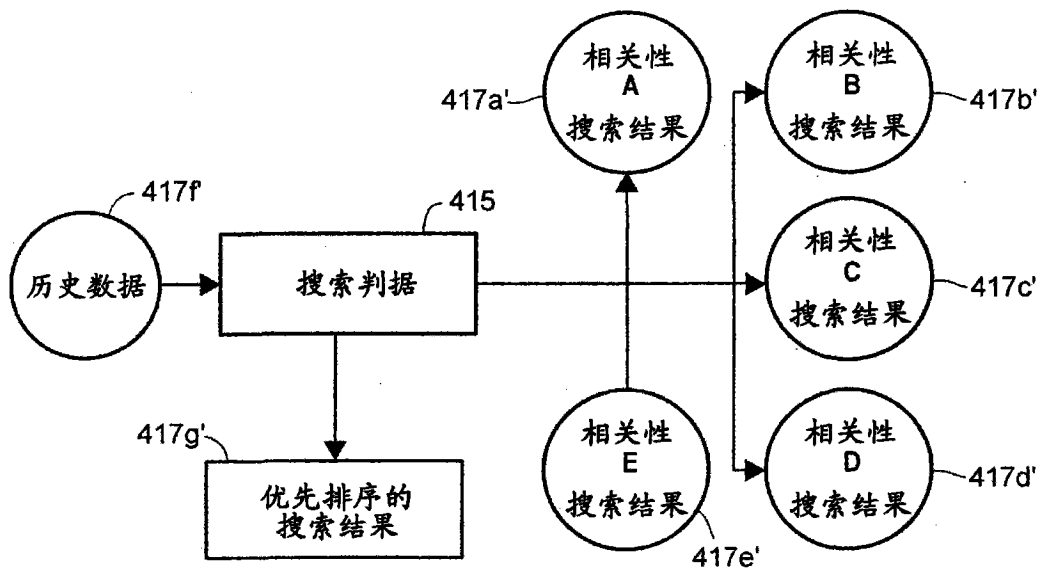 相关性
A
搜索结果
417a'
相关性
B
搜索结果
417b'
417f'
历史数据
415
搜索判据
相关性
C
搜索结果
417c'
417g'
优先排序的
搜索结果
相关性
E
搜索结果
417e'
相关性
D
搜索结果
417d'